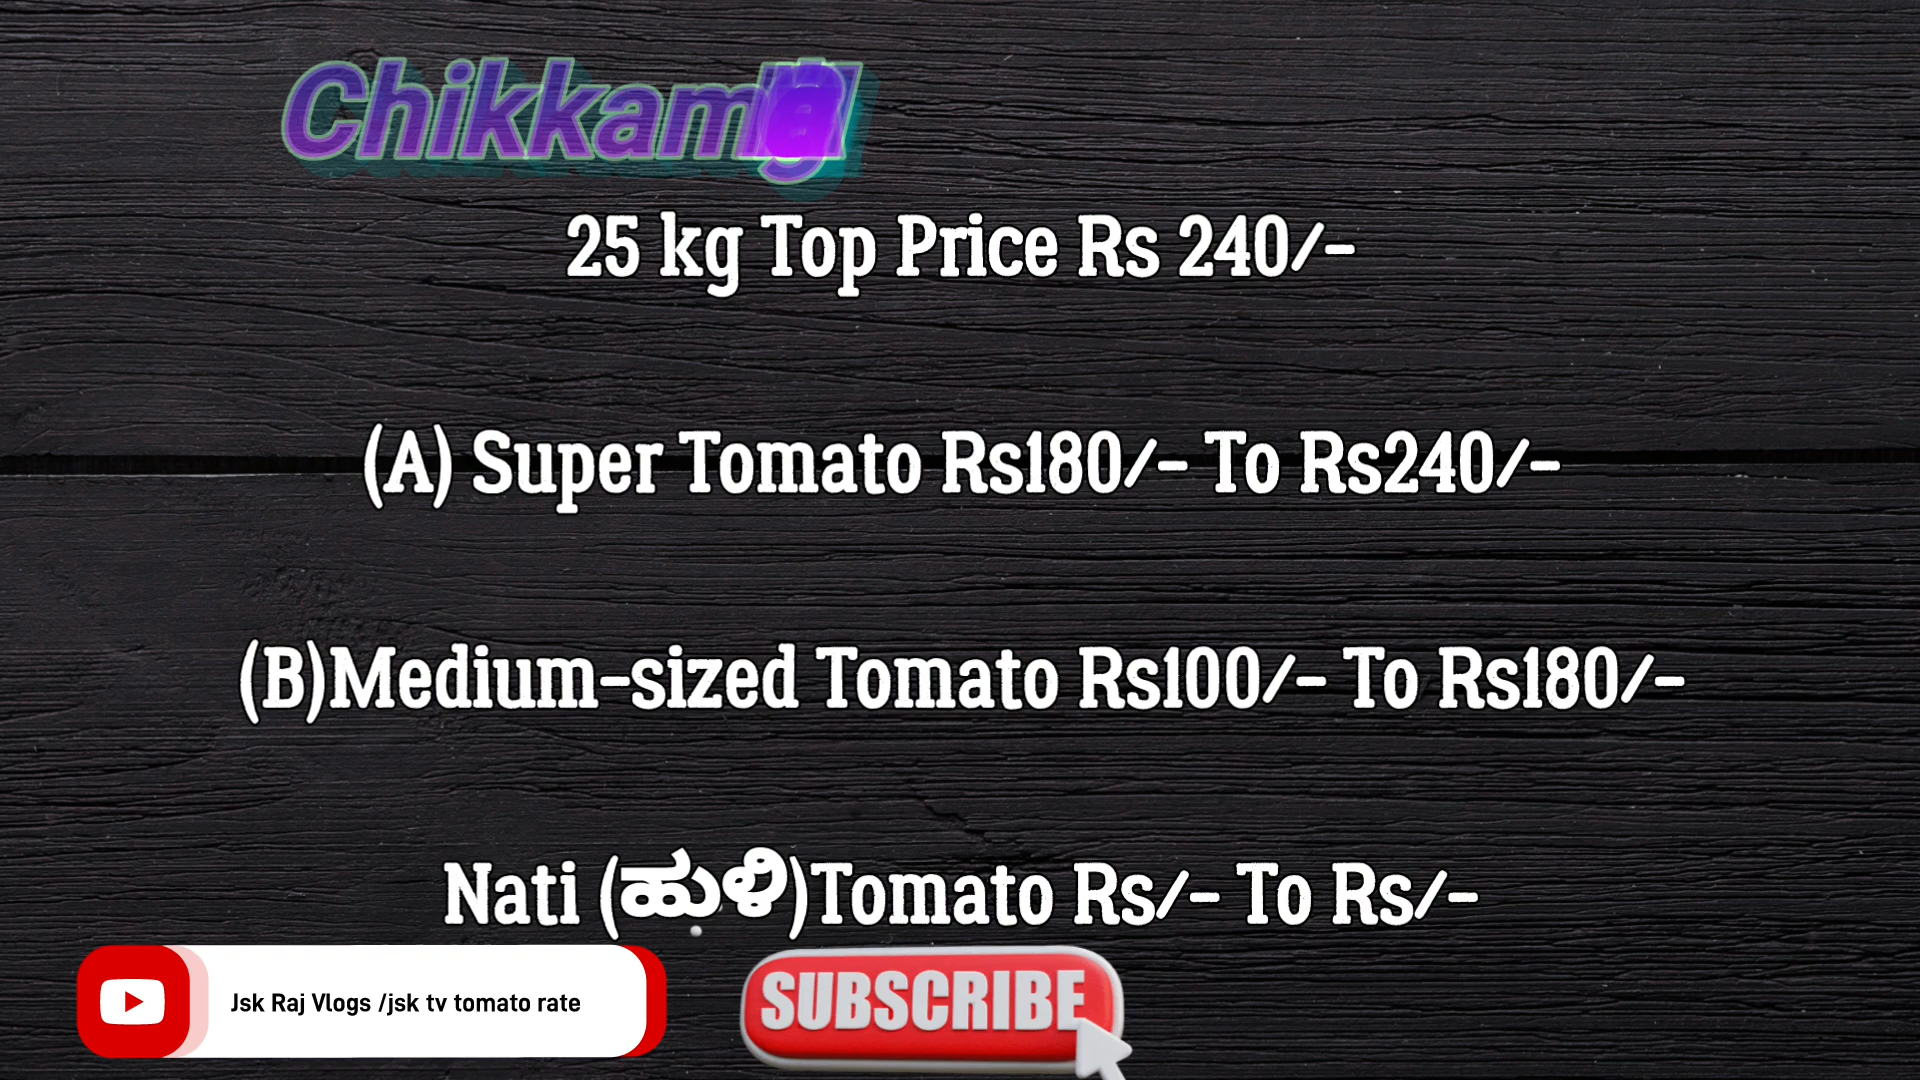 25 kg Top Price Rs 240/-
(A) Super Tomato Rs180/- To Rs240/-
(B)Medium-sized Tomato Rs100/- To Rs180/-
Nati (ಹುಳಿ)Tomato Rs/- To Rs/-
Jsk Raj Vlogs /jsk tv tomato rate
SUBSCRIBE